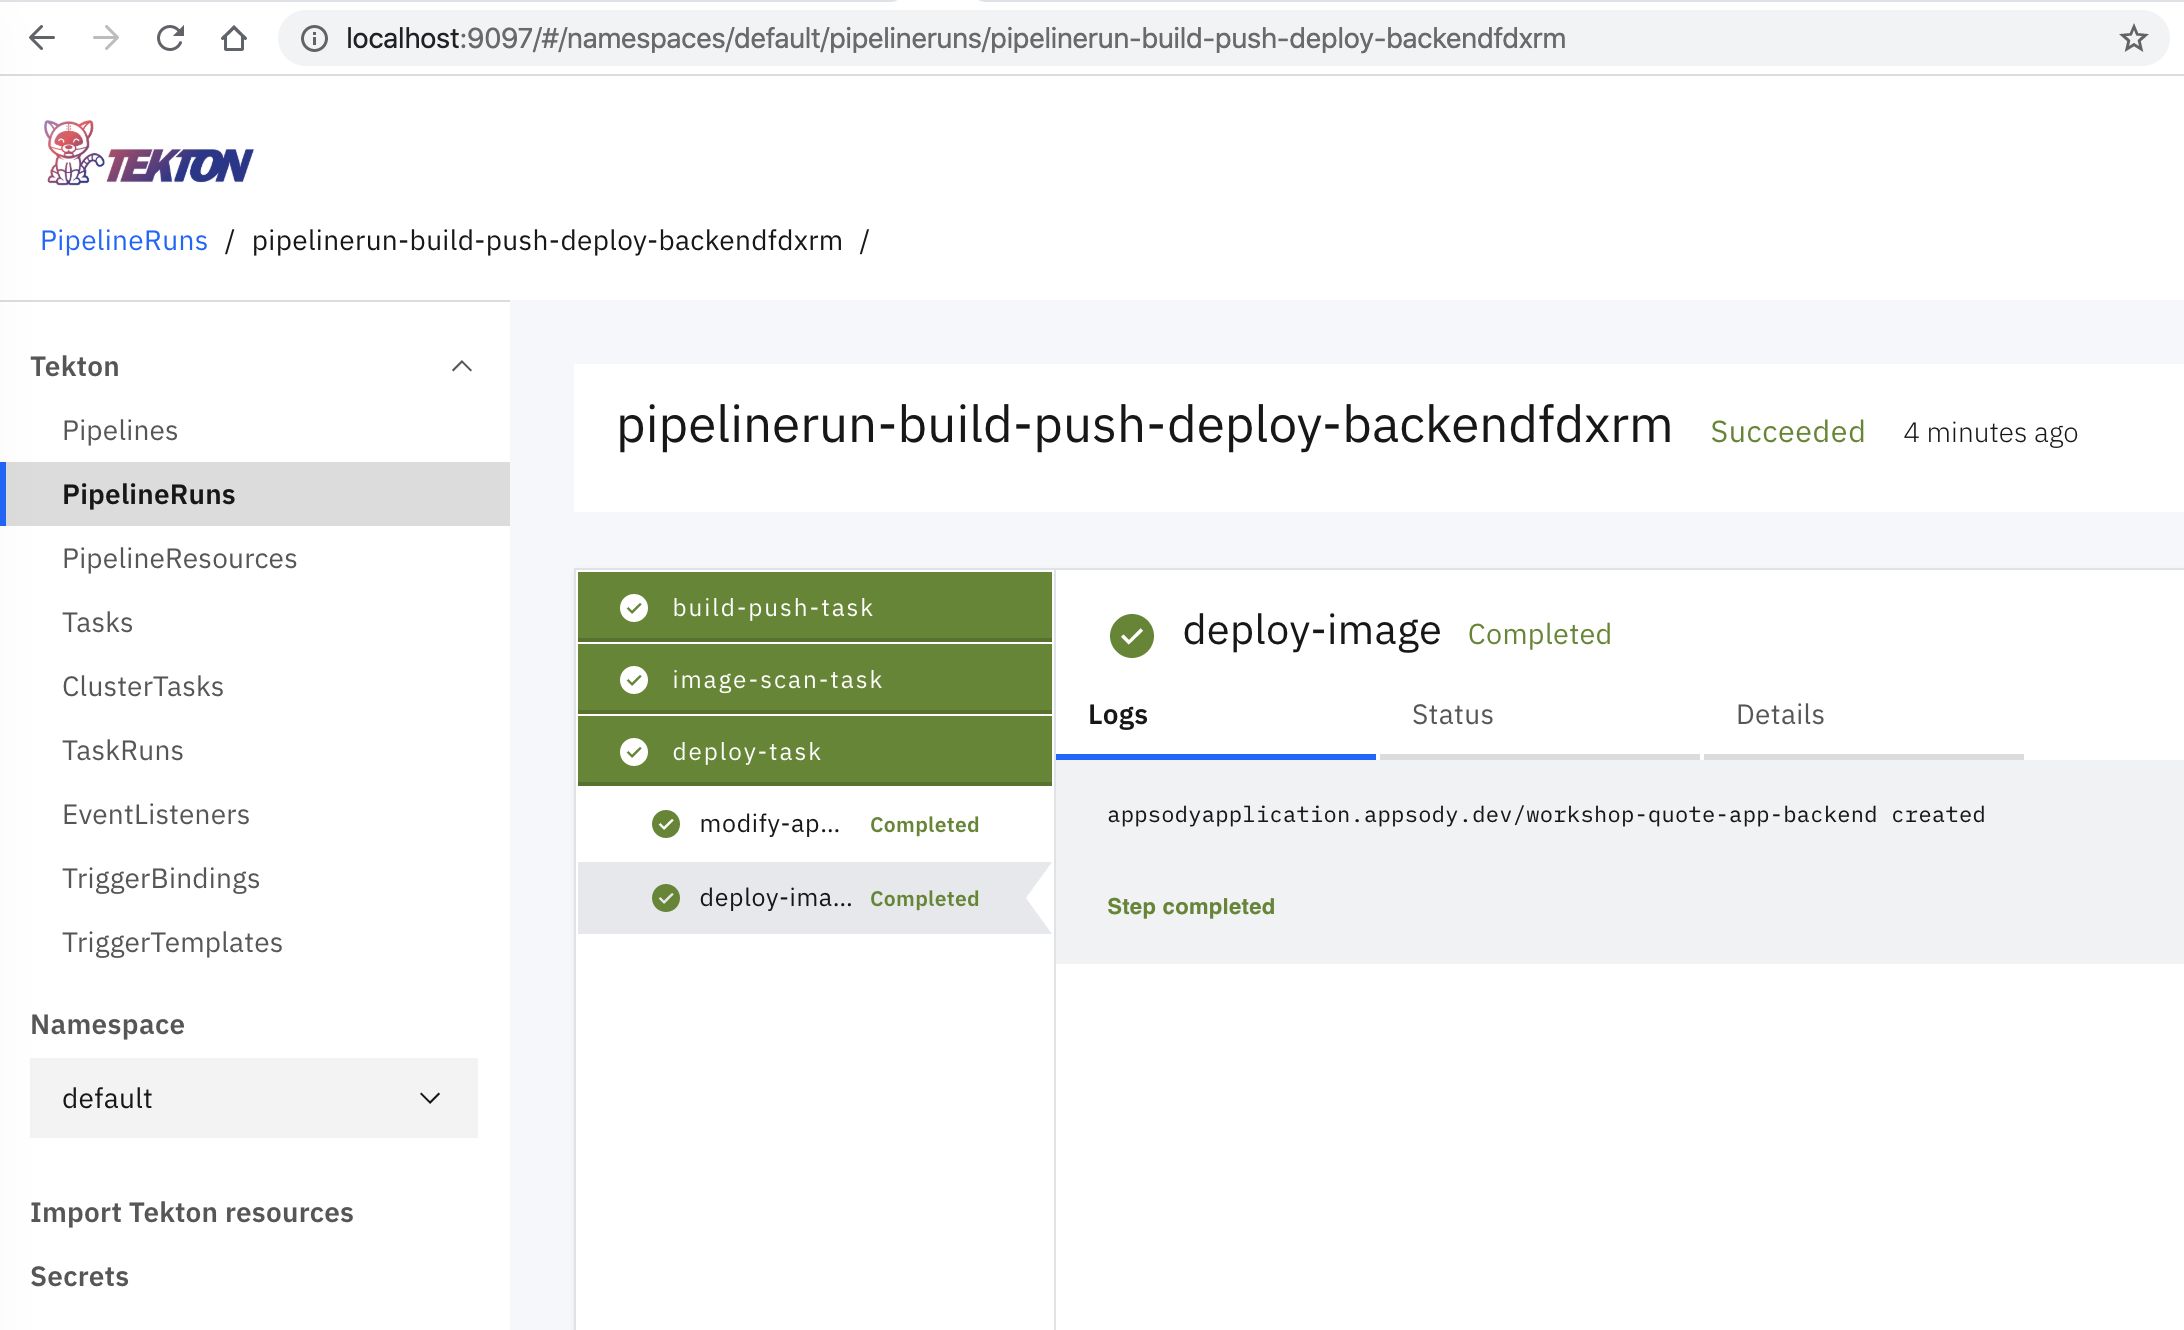 localhost:9097/#/namespaces/default/pipelineruns/pipelinerun-build-push-deploy-backendfdxrm
TEKTON
PipelineRuns / pipelinerun-build-push-deploy-backendfdxrm /
Tekton
Pipelines
PipelineRuns
PipelineResources
Tasks
ClusterTasks
TaskRuns
EventListeners
TriggerBindings
TriggerTemplates
Namespace
default
Import Tekton resources
Secrets
pipelinerun-build-push-deploy-backendfdxrm Succeeded 4 minutes ago
build-push-task
image-scan-task
deploy-task
modify-ap... Completed
deploy-ima... Completed
deploy-image Completed
Logs Status Details
appsodyapplication.appsody.dev/workshop-quote-app-backend created
Step completed